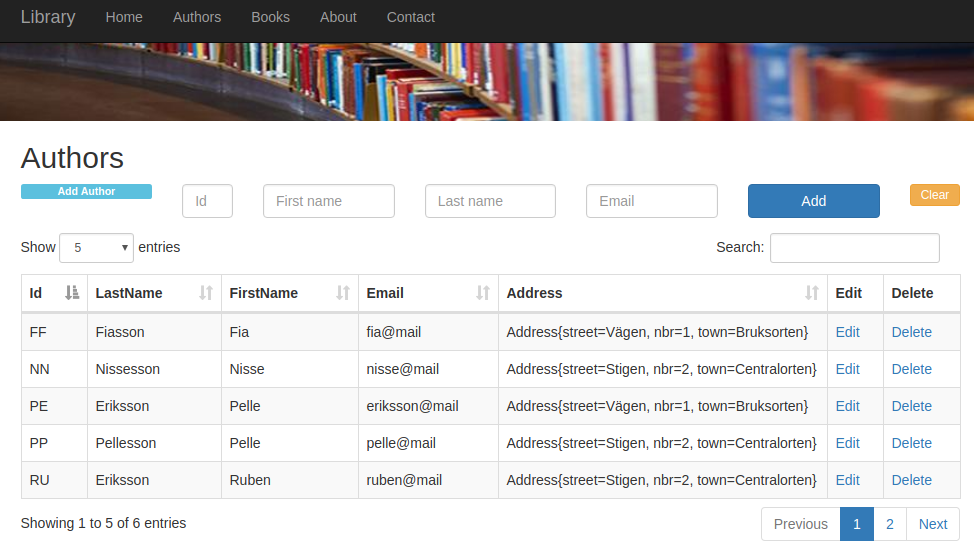 Library Home Authors Books About Contact
Authors
Add Author Id First name Last name Email Add Clear
Show 5 entries Search:
Id LastName FirstName Email Address Edit Delete
FF Fiasson Fia fia@mail Address{street=Vägen, nbr=1, town=Bruksorten} Edit Delete
NN Nissesson Nisse nisse@mail Address{street=Stigen, nbr=2, town=Centralorten} Edit Delete
PE Eriksson Pelle eriksson@mail Address{street=Vägen, nbr=1, town=Bruksorten} Edit Delete
PP Pellesson Pelle pelle@mail Address{street=Stigen, nbr=2, town=Centralorten} Edit Delete
RU Eriksson Ruben ruben@mail Address{street=Stigen, nbr=2, town=Centralorten} Edit Delete
Showing 1 to 5 of 6 entries Previous 1 2 Next